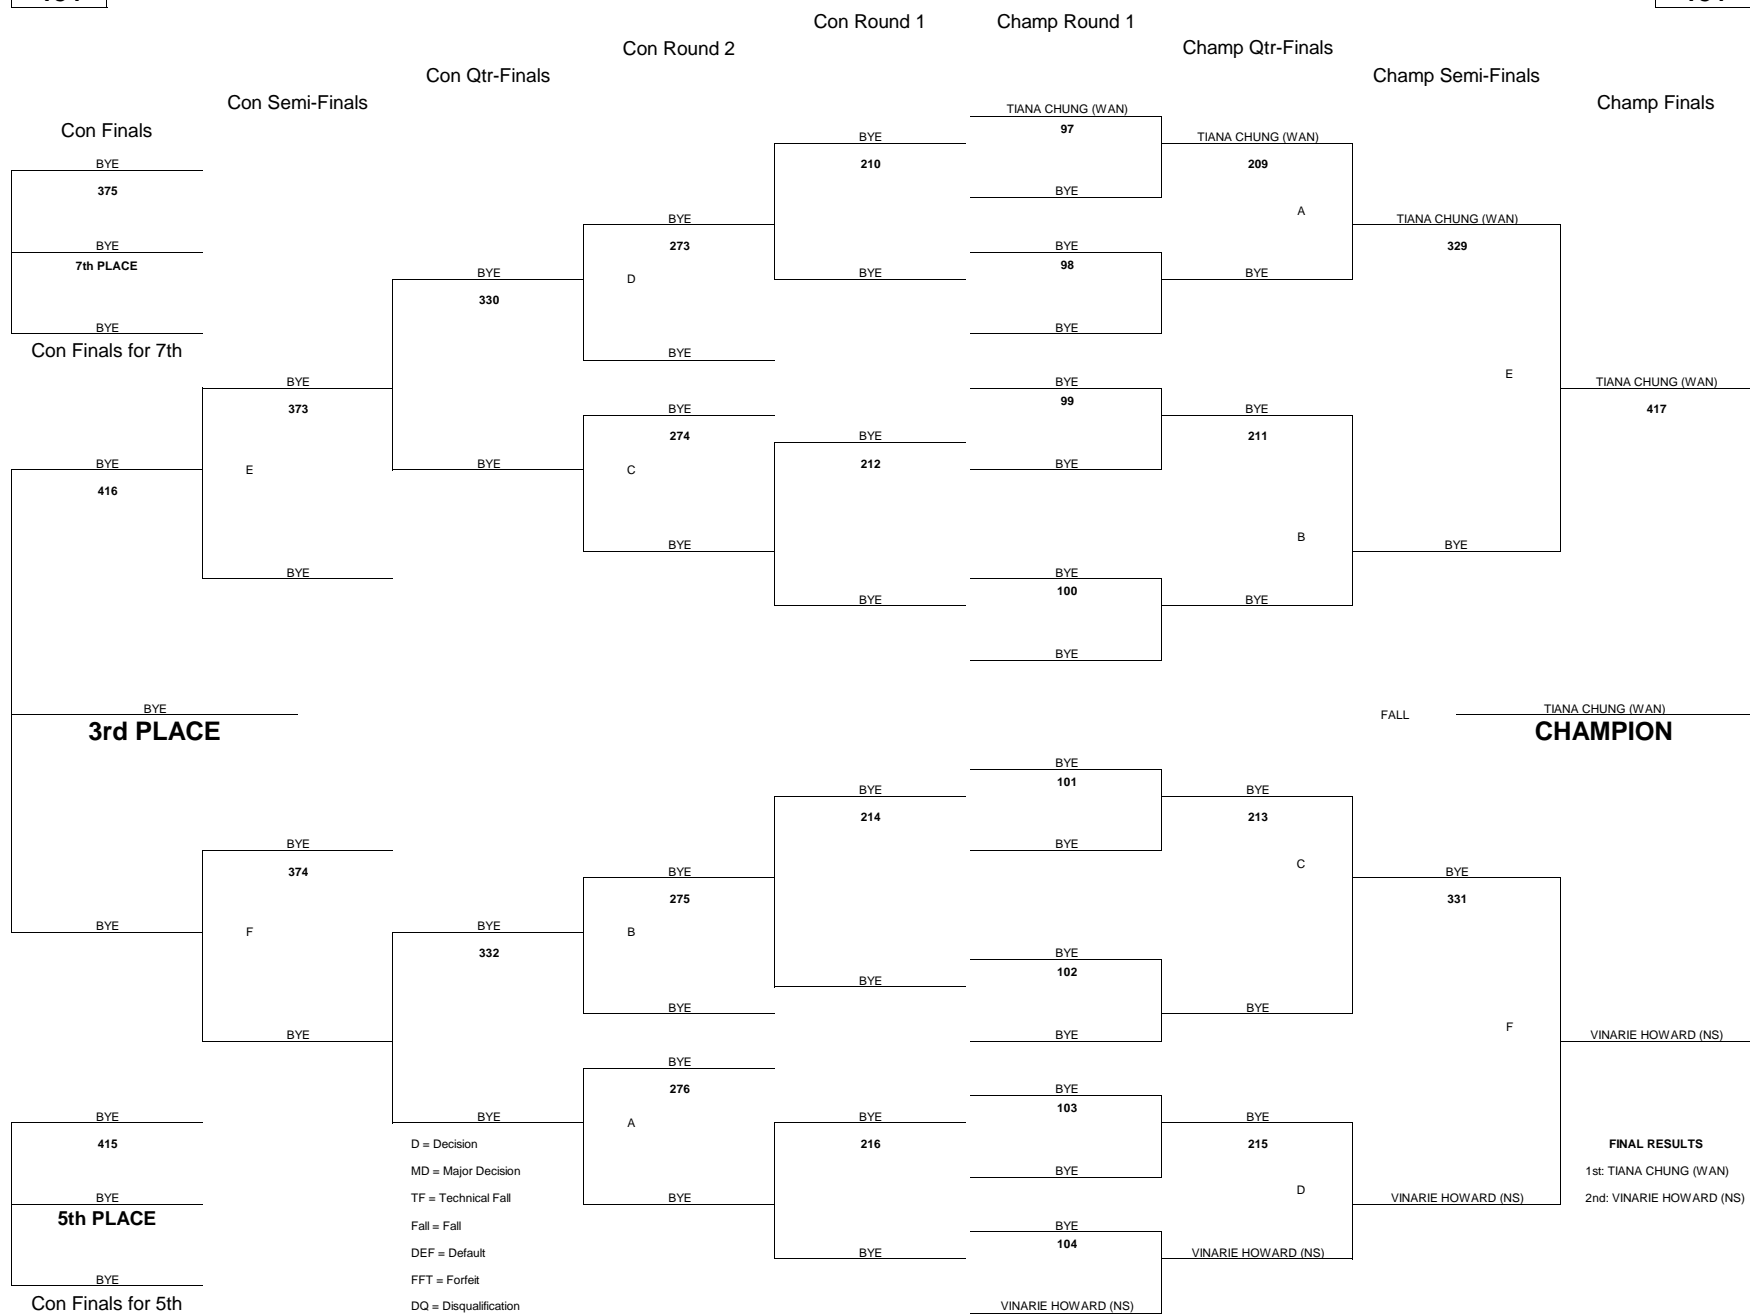 Con Round 1
Champ Round 1
Con Round 2
Champ Qtr-Finals
Con Qtr-Finals
Champ Semi-Finals
Con Semi-Finals
Champ Finals
Con Finals
BYE
375
BYE
7th PLACE
BYE
Con Finals for 7th
BYE
416
BYE
3rd PLACE
BYE
BYE
415
BYE
5th PLACE
BYE
Con Finals for 5th
BYE
373
E
BYE
BYE
374
F
BYE
BYE
330
BYE
BYE
332
BYE
D = Decision
MD = Major Decision
TF = Technical Fall
Fall = Fall
DEF = Default
FFT = Forfeit
DQ = Disqualification
BYE
273
D
BYE
BYE
274
C
BYE
BYE
275
B
BYE
BYE
276
A
BYE
BYE
210
BYE
BYE
212
BYE
BYE
214
BYE
BYE
216
BYE
TIANA CHUNG (WAN)
97
BYE
BYE
98
BYE
BYE
99
BYE
BYE
100
BYE
BYE
101
BYE
BYE
102
BYE
BYE
103
BYE
BYE
104
VINARIE HOWARD (NS)
TIANA CHUNG (WAN)
209
A
BYE
BYE
211
B
BYE
BYE
213
C
BYE
BYE
215
D
VINARIE HOWARD (NS)
TIANA CHUNG (WAN)
329
E
BYE
FALL
BYE
331
F
VINARIE HOWARD (NS)
TIANA CHUNG (WAN)
417
TIANA CHUNG (WAN)
CHAMPION
VINARIE HOWARD (NS)
FINAL RESULTS
1st: TIANA CHUNG (WAN)
2nd: VINARIE HOWARD (NS)